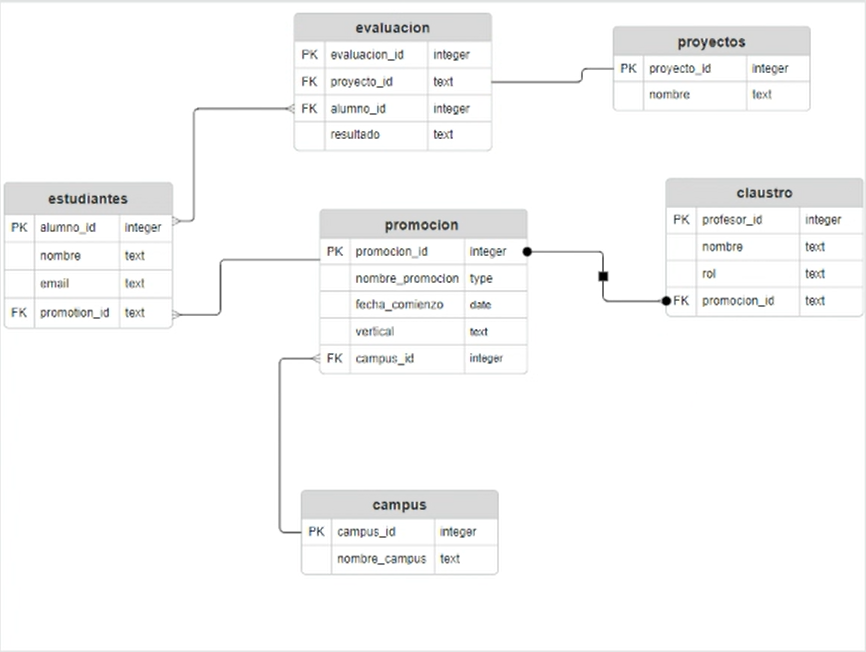 evaluacion
PK evaluacion_id integer
FK proyecto_id text
FK alumno_id integer
resultado text
proyectos
PK proyecto_id integer
nombre text
estudiantes
PK alumno_id integer
nombre text
email text
FK promotion_id text
promocion
PK promocion_id integer
nombre_promocion type
fecha_comienzo date
vertical text
FK campus_id integer
claustro
PK profesor_id integer
nombre text
rol text
FK promocion_id text
campus
PK campus_id integer
nombre_campus text